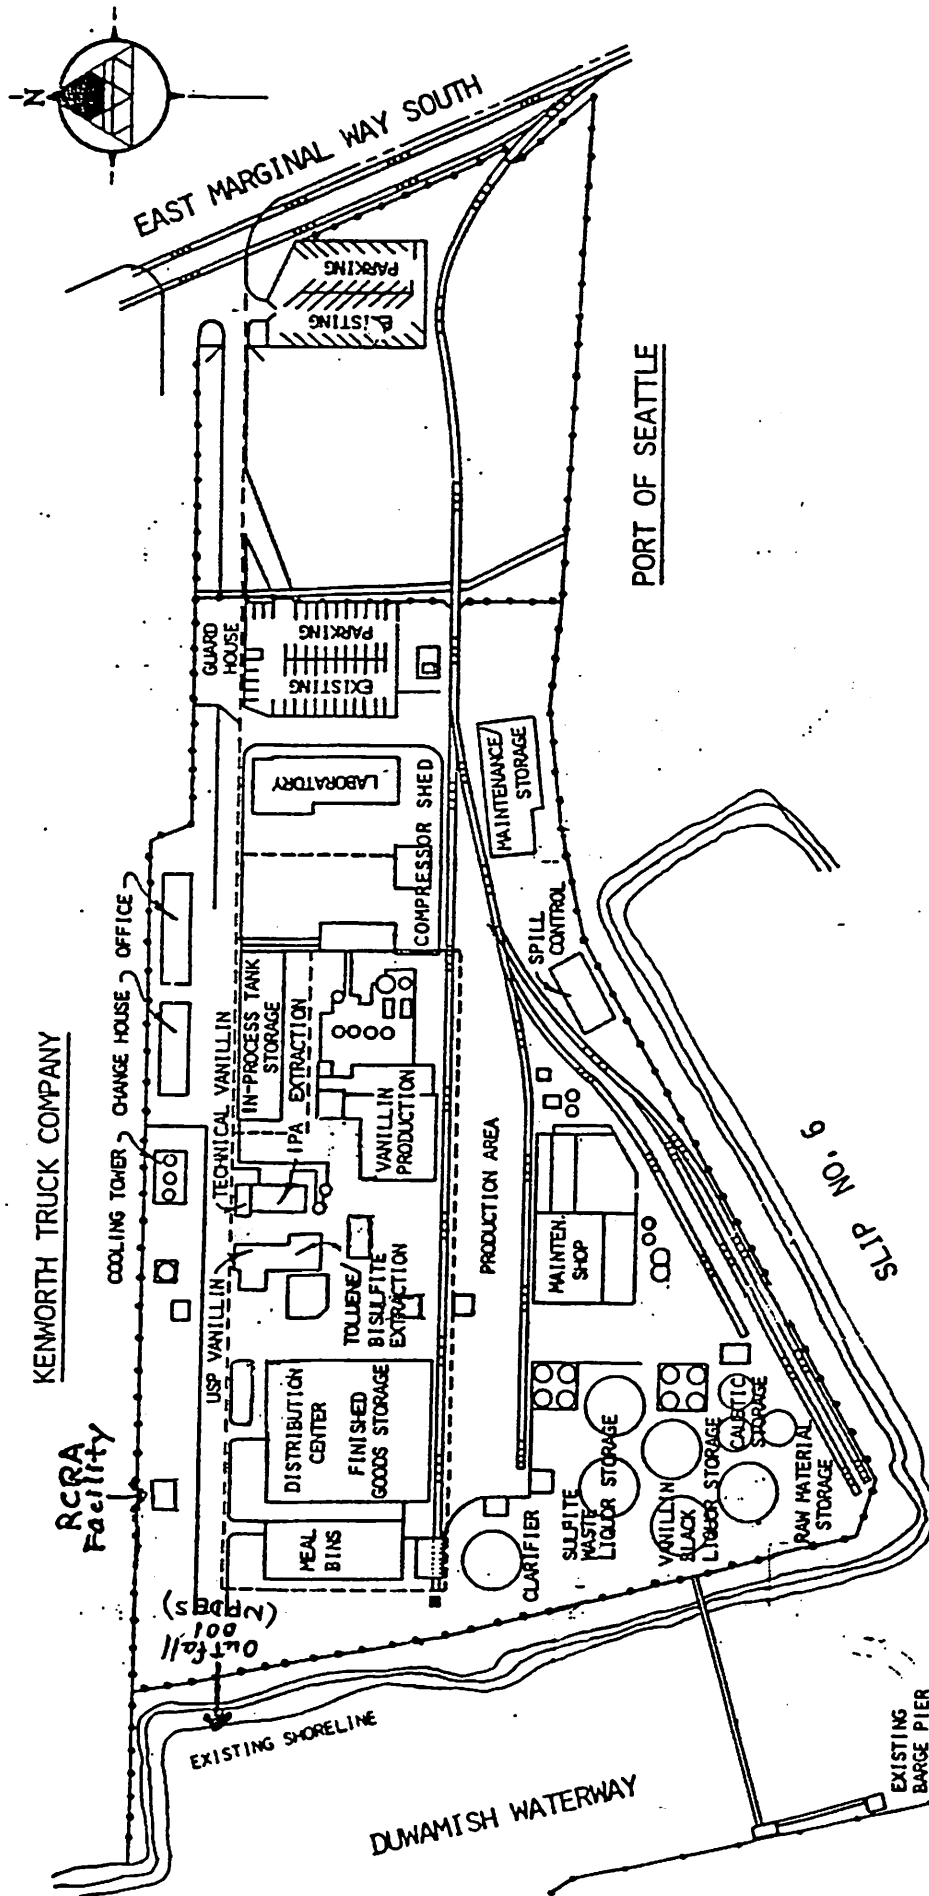 N
EAST MARGINAL WAY SOUTH
EXISTING
PARKING
PORT OF SEATTLE
GUARD
HOUSE
EXISTING
PARKING
LABORATORY
COMPRESSOR SHED
MAINTENANCE/
STORAGE
SPILL
CONTROL
KENWORTH TRUCK COMPANY
COOLING TOWER
CHANGE HOUSE
OFFICE
TECHNICAL VANILLIN
IN-PROCESS TANK
STORAGE
IPA EXTRACTION
VANILLIN
PRODUCTION
PRODUCTION AREA
USP VANILLIN
TOLUENE/
BISULFITE
EXTRACTION
MAINTEN.
SHOP
SLIP NO. 6
RCRA
Facility
DISTRIBUTION
CENTER
FINISHED
GOODS STORAGE
MEAL
BINS
CLARIFIER
SULFITE
WASTE
LIQUOR STORAGE
VANILLIN
BLACK
LIQUOR STORAGE
CAUSTIC
STORAGE
RAW MATERIAL
STORAGE
Outfall
001
(NPDES)
EXISTING SHORELINE
DUWAMISH WATERWAY
EXISTING
BARGE PIER